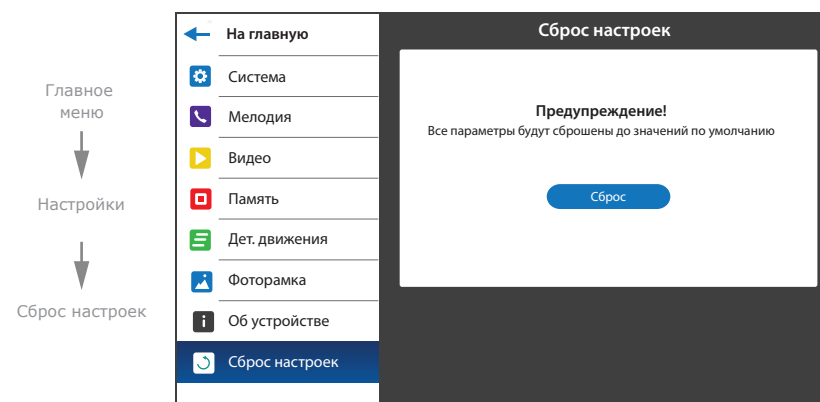 Главное
меню
Настройки
Сброс настроек
На главную
Система
Мелодия
Видео
Память
Дет. движения
Фоторамка
Об устройстве
Сброс настроек
Сброс настроек
Предупреждение!
Все параметры будут сброшены до значений по умолчанию
Сброс